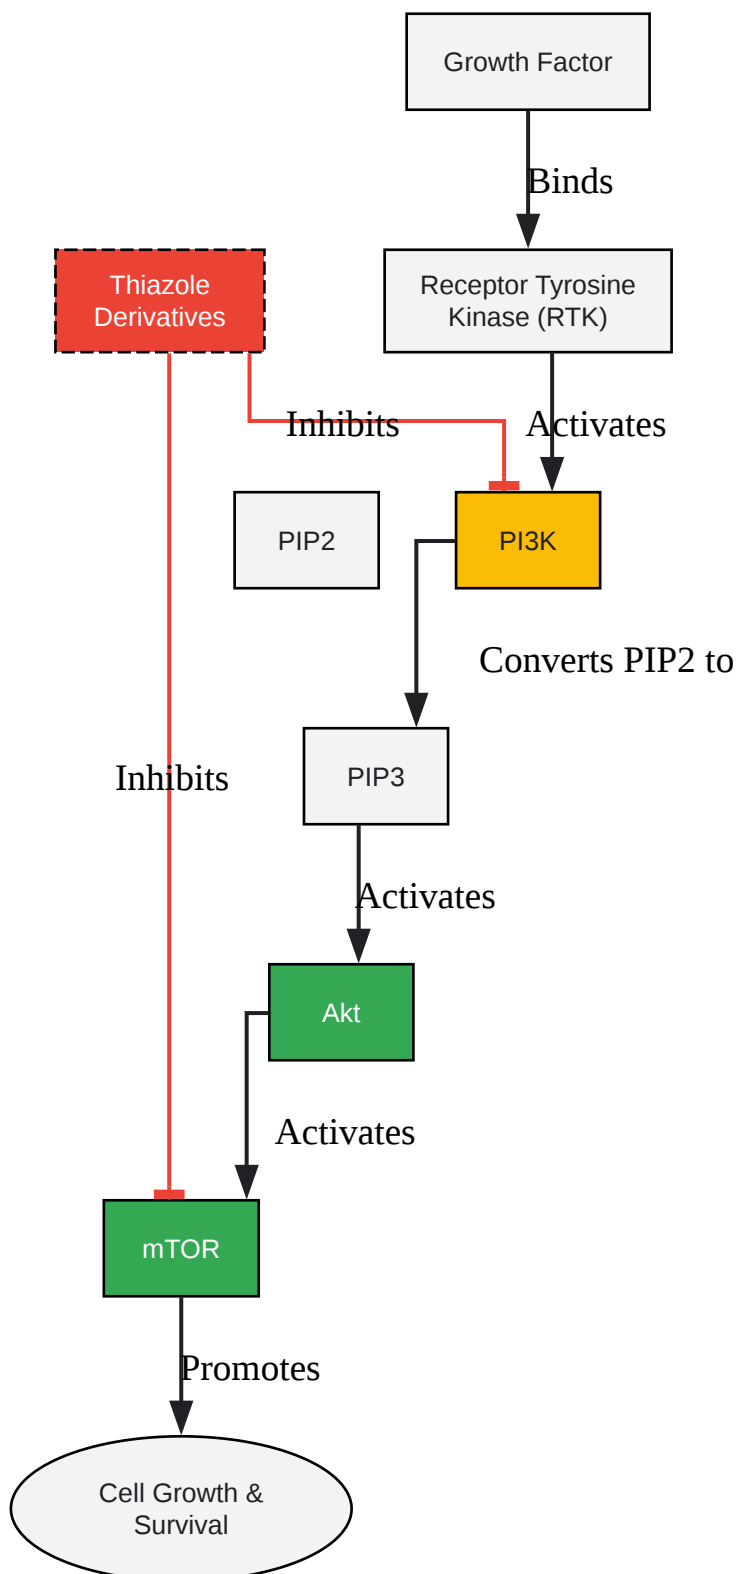 Growth Factor
Binds
Thiazole
Derivatives
Receptor Tyrosine
Kinase (RTK)
Inhibits
Activates
PIP2
PI3K
Converts PIP2 to
Inhibits
PIP3
Activates
Akt
Activates
mTOR
Promotes
Cell Growth &
Survival